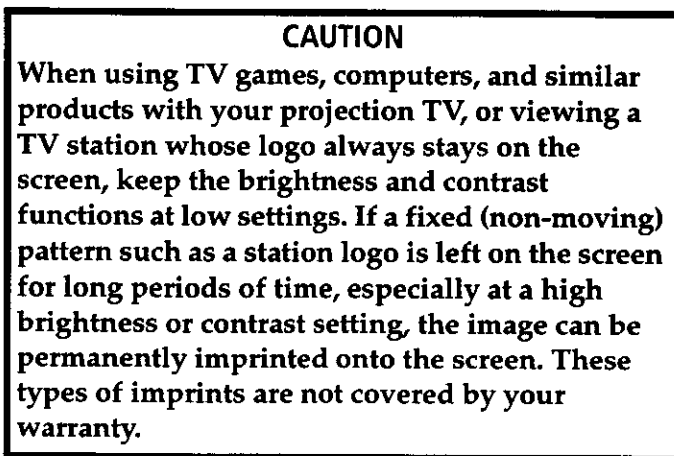 CAUTION
When using TV games, computers, and similar
products with your projection TV, or viewing a
TV station whose logo always stays on the
screen, keep the brightness and contrast
functions at low settings. If a fixed (non-moving)
pattern such as a station logo is left on the screen
for long periods of time, especially at a high
brightness or contrast setting, the image can be
permanently imprinted onto the screen. These
types of imprints are not covered by your
warranty.